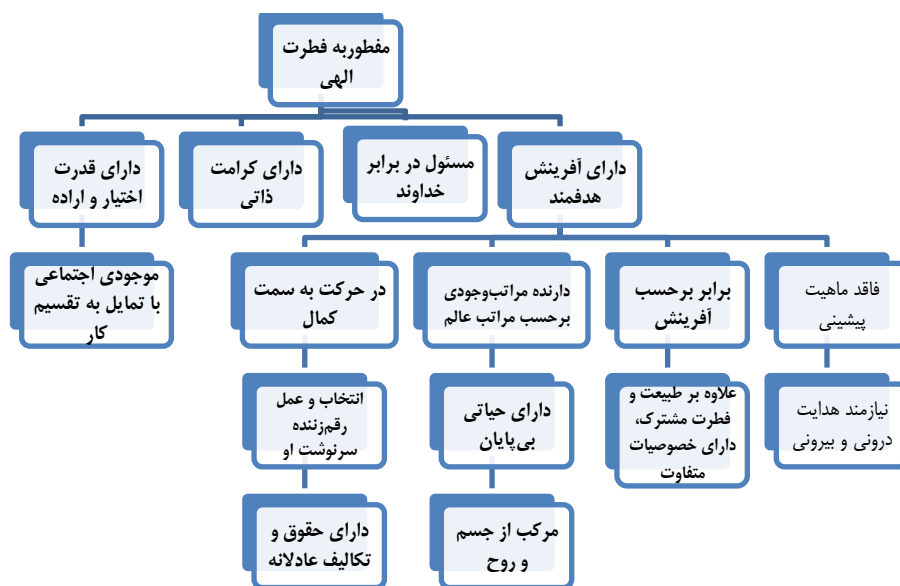 مفطوربه فطرت
الهی
دارای آفرینش
هدفمند
مسئول در برابر
خداوند
دارای کرامت
ذاتی
دارای قدرت
اختیار و اراده
فاقد ماهیت
پیشینی
برابر برحسب
آفرینش
دارنده مراتب‌وجودی
برحسب مراتب عالم
در حرکت به سمت
کمال
موجودی اجتماعی
با تمایل به تقسیم
کار
نیازمند هدایت
درونی و بیرونی
علاوه بر طبیعت و
فطرت مشترک،
دارای خصوصیات
متفاوت
دارای حیاتی
بی‌پایان
انتخاب و عمل
رقم‌زننده
سرنوشت او
مرکب از جسم
و روح
دارای حقوق و
تکالیف عادلانه